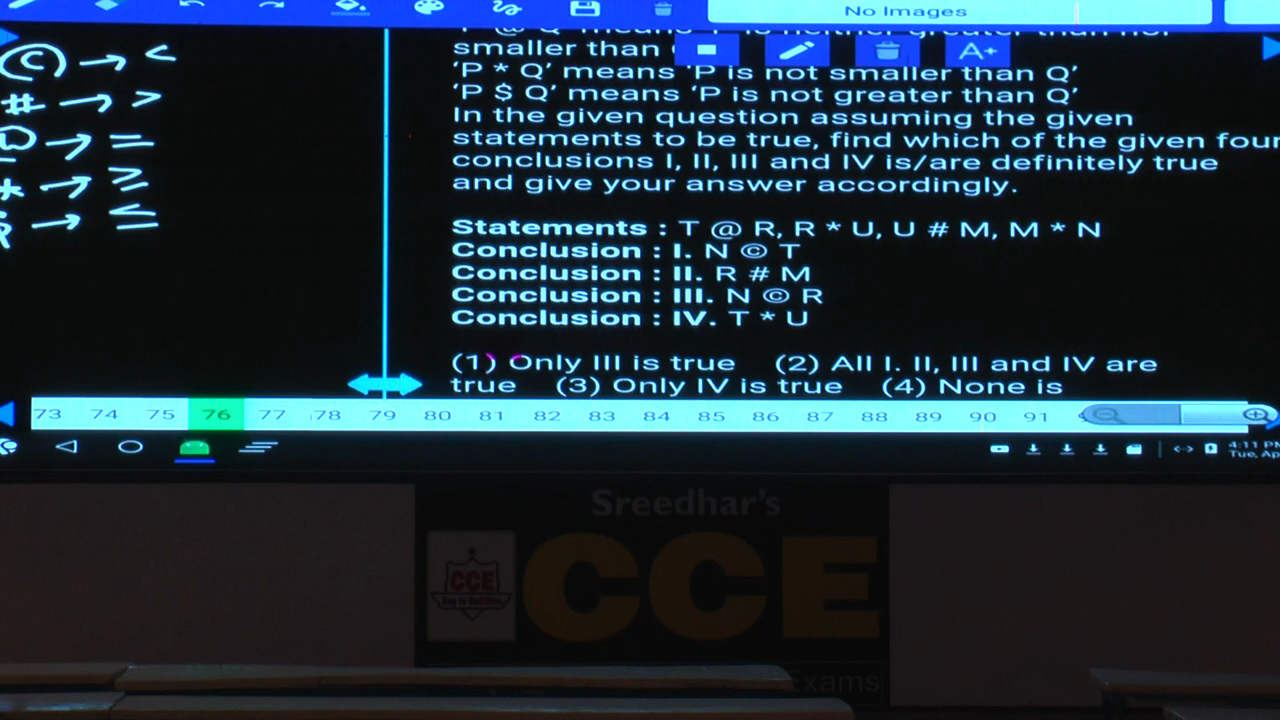 No Images
© → <
smaller than
# → >
‘P * Q’ means ‘P is not smaller than Q’
A+
‘P $ Q’ means ‘P is not greater than Q’
@ → =
In the given question assuming the given
statements to be true, find which of the given four
* → ≥
conclusions I, II, III and IV is/are definitely true
and give your answer accordingly.
$ → ≤
Statements : T @ R, R * U, U # M, M * N
Conclusion : I. N © T
Conclusion : II. R # M
Conclusion : III. N © R
Conclusion : IV. T * U
(1) Only III is true (2) All I. II, III and IV are
true (3) Only IV is true (4) None is
73 74 75 76 77 78 79 80 81 82 83 84 85 86 87 88 89 90 91
4:11 PM
Tue,
Sreedhar's
CCE
CCE
Exams